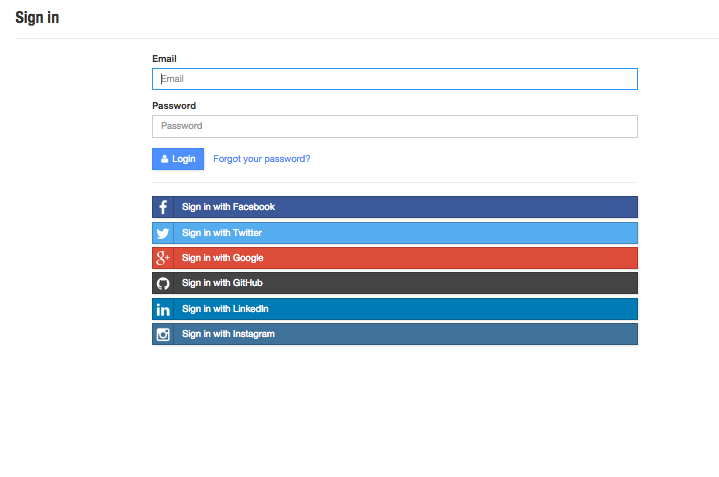 Sign in
Email
Email
Password
Password
Login Forgot your password?
Sign in with Facebook
Sign in with Twitter
Sign in with Google
Sign in with GitHub
Sign in with LinkedIn
Sign in with Instagram